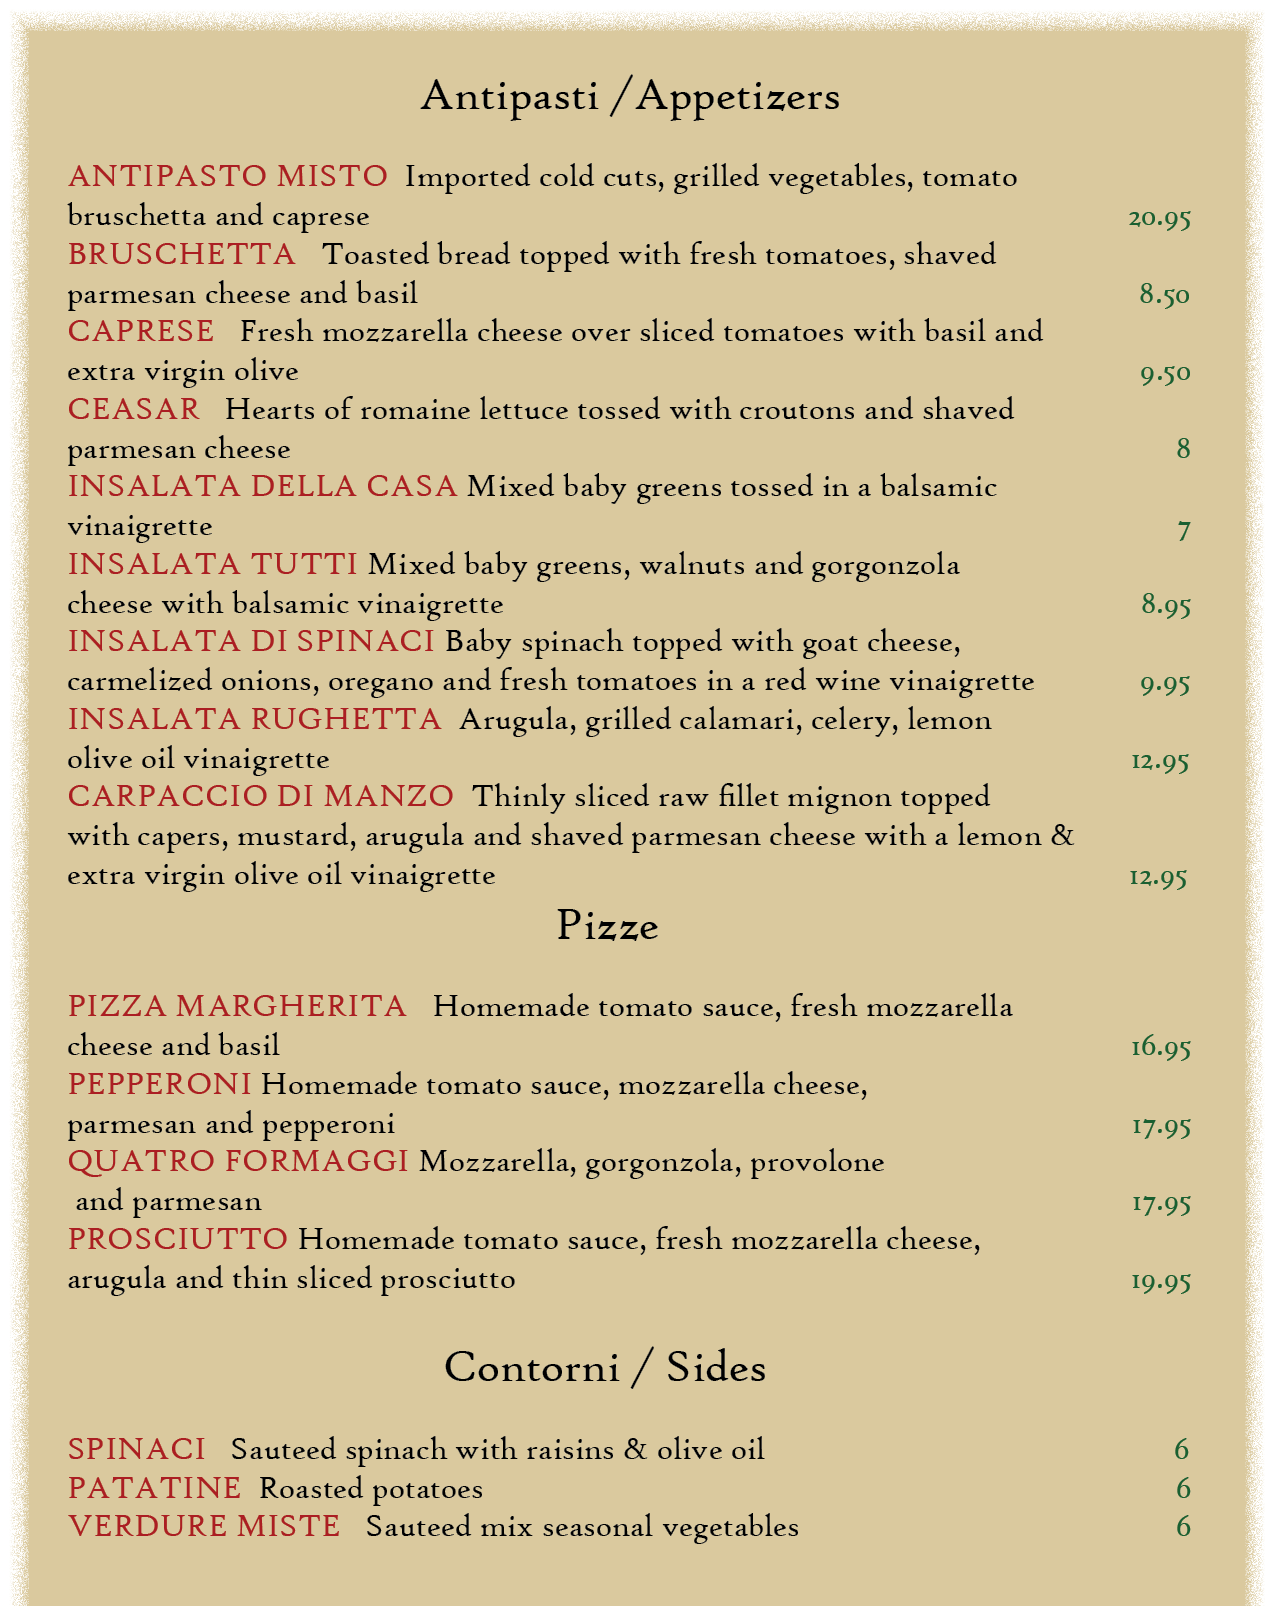 Antipasti /Appetizers
ANTIPASTO MISTO Imported cold cuts, grilled vegetables, tomato
bruschetta and caprese 20.95
BRUSCHETTA Toasted bread topped with fresh tomatoes, shaved
parmesan cheese and basil 8.50
CAPRESE Fresh mozzarella cheese over sliced tomatoes with basil and
extra virgin olive 9.50
CEASAR Hearts of romaine lettuce tossed with croutons and shaved
parmesan cheese 8
INSALATA DELLA CASA Mixed baby greens tossed in a balsamic
vinaigrette 7
INSALATA TUTTI Mixed baby greens, walnuts and gorgonzola
cheese with balsamic vinaigrette 8.95
INSALATA DI SPINACI Baby spinach topped with goat cheese,
carmelized onions, oregano and fresh tomatoes in a red wine vinaigrette 9.95
INSALATA RUGHETTA Arugula, grilled calamari, celery, lemon
olive oil vinaigrette 12.95
CARPACCIO DI MANZO Thinly sliced raw fillet mignon topped
with capers, mustard, arugula and shaved parmesan cheese with a lemon &
extra virgin olive oil vinaigrette 12.95
Pizze
PIZZA MARGHERITA Homemade tomato sauce, fresh mozzarella
cheese and basil 16.95
PEPPERONI Homemade tomato sauce, mozzarella cheese,
parmesan and pepperoni 17.95
QUATRO FORMAGGI Mozzarella, gorgonzola, provolone
and parmesan 17.95
PROSCIUTTO Homemade tomato sauce, fresh mozzarella cheese,
arugula and thin sliced prosciutto 19.95
Contorni / Sides
SPINACI Sauteed spinach with raisins & olive oil 6
PATATINE Roasted potatoes 6
VERDURE MISTE Sauteed mix seasonal vegetables 6